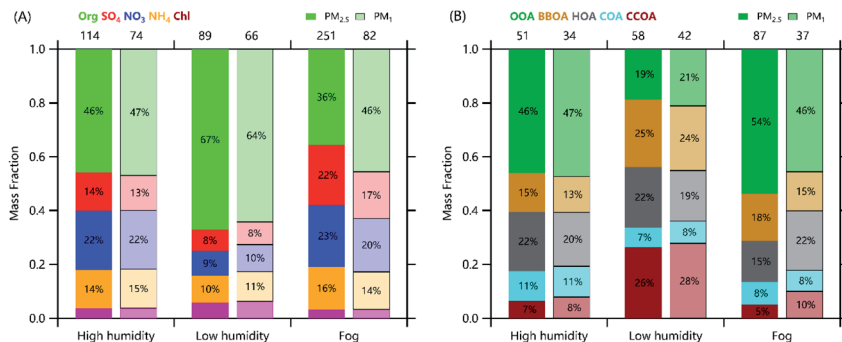 (A) Org SO₄ NO₃ NH₄ Chl PM₂.₅ PM₁
114 74 89 66 251 82
Mass Fraction
1.0
0.8
0.6
0.4
0.2
0.0
46% 47% 67% 64% 36% 46%
14% 13% 8% 8% 22% 17%
22% 22% 9% 10% 23% 20%
14% 15% 10% 11% 16% 14%
High humidity Low humidity Fog
(B) OOA BBOA HOA COA CCOA PM₂.₅ PM₁
51 34 58 42 87 37
Mass Fraction
1.0
0.8
0.6
0.4
0.2
0.0
46% 47% 19% 21% 54% 46%
15% 13% 25% 24% 18% 15%
22% 20% 22% 19% 15% 22%
11% 11% 7% 8% 8% 8%
7% 8% 26% 28% 5% 10%
High humidity Low humidity Fog